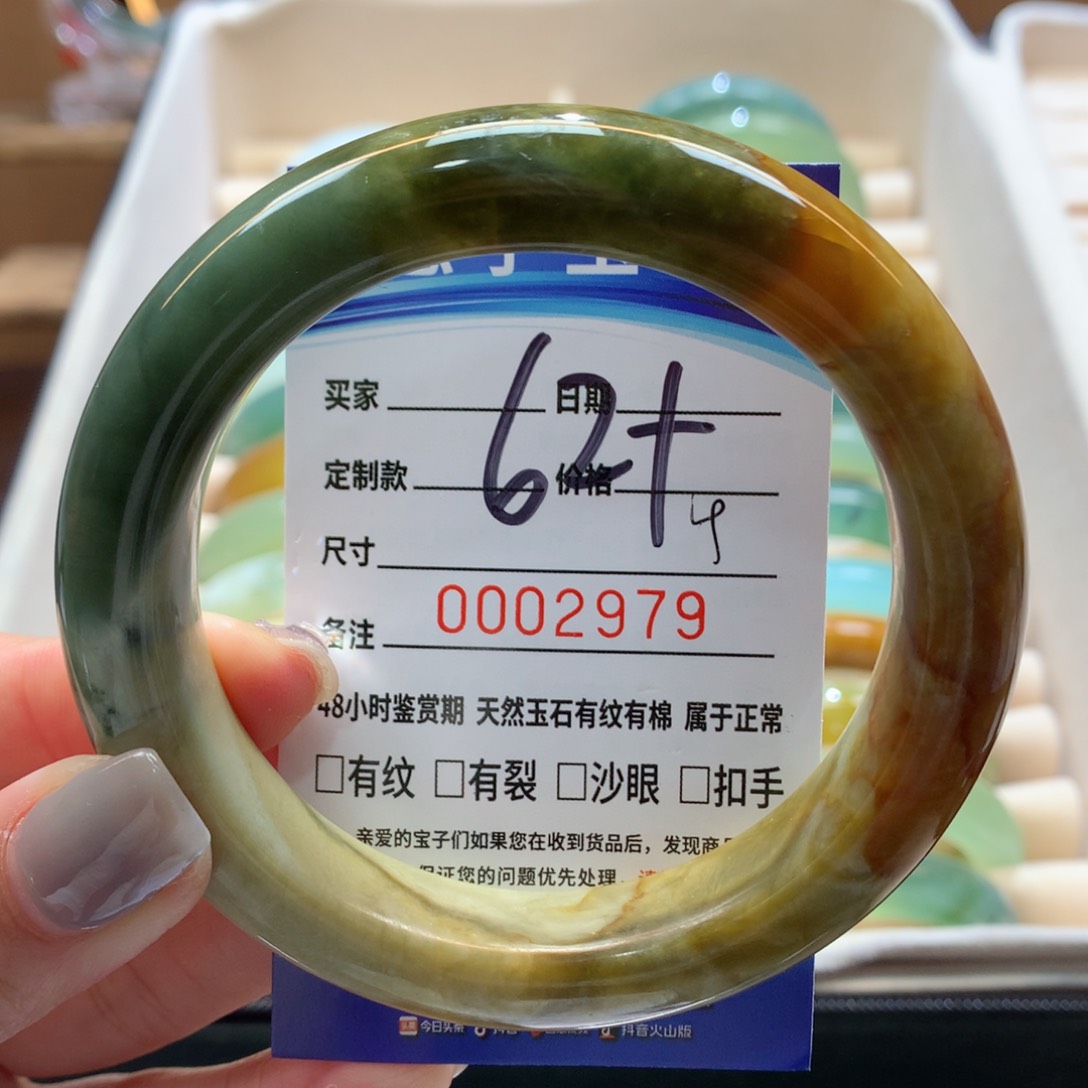 买家 日期
62+
定制款 价格
尺寸
0002979
备注
48小时鉴赏期 天然玉石有纹有棉 属于正常
□有纹 □有裂 □沙眼 □扣手
亲爱的宝子们如果您在收到货品后，发现商
保证您的问题优先处理
今日头条 抖音 抖音火山版